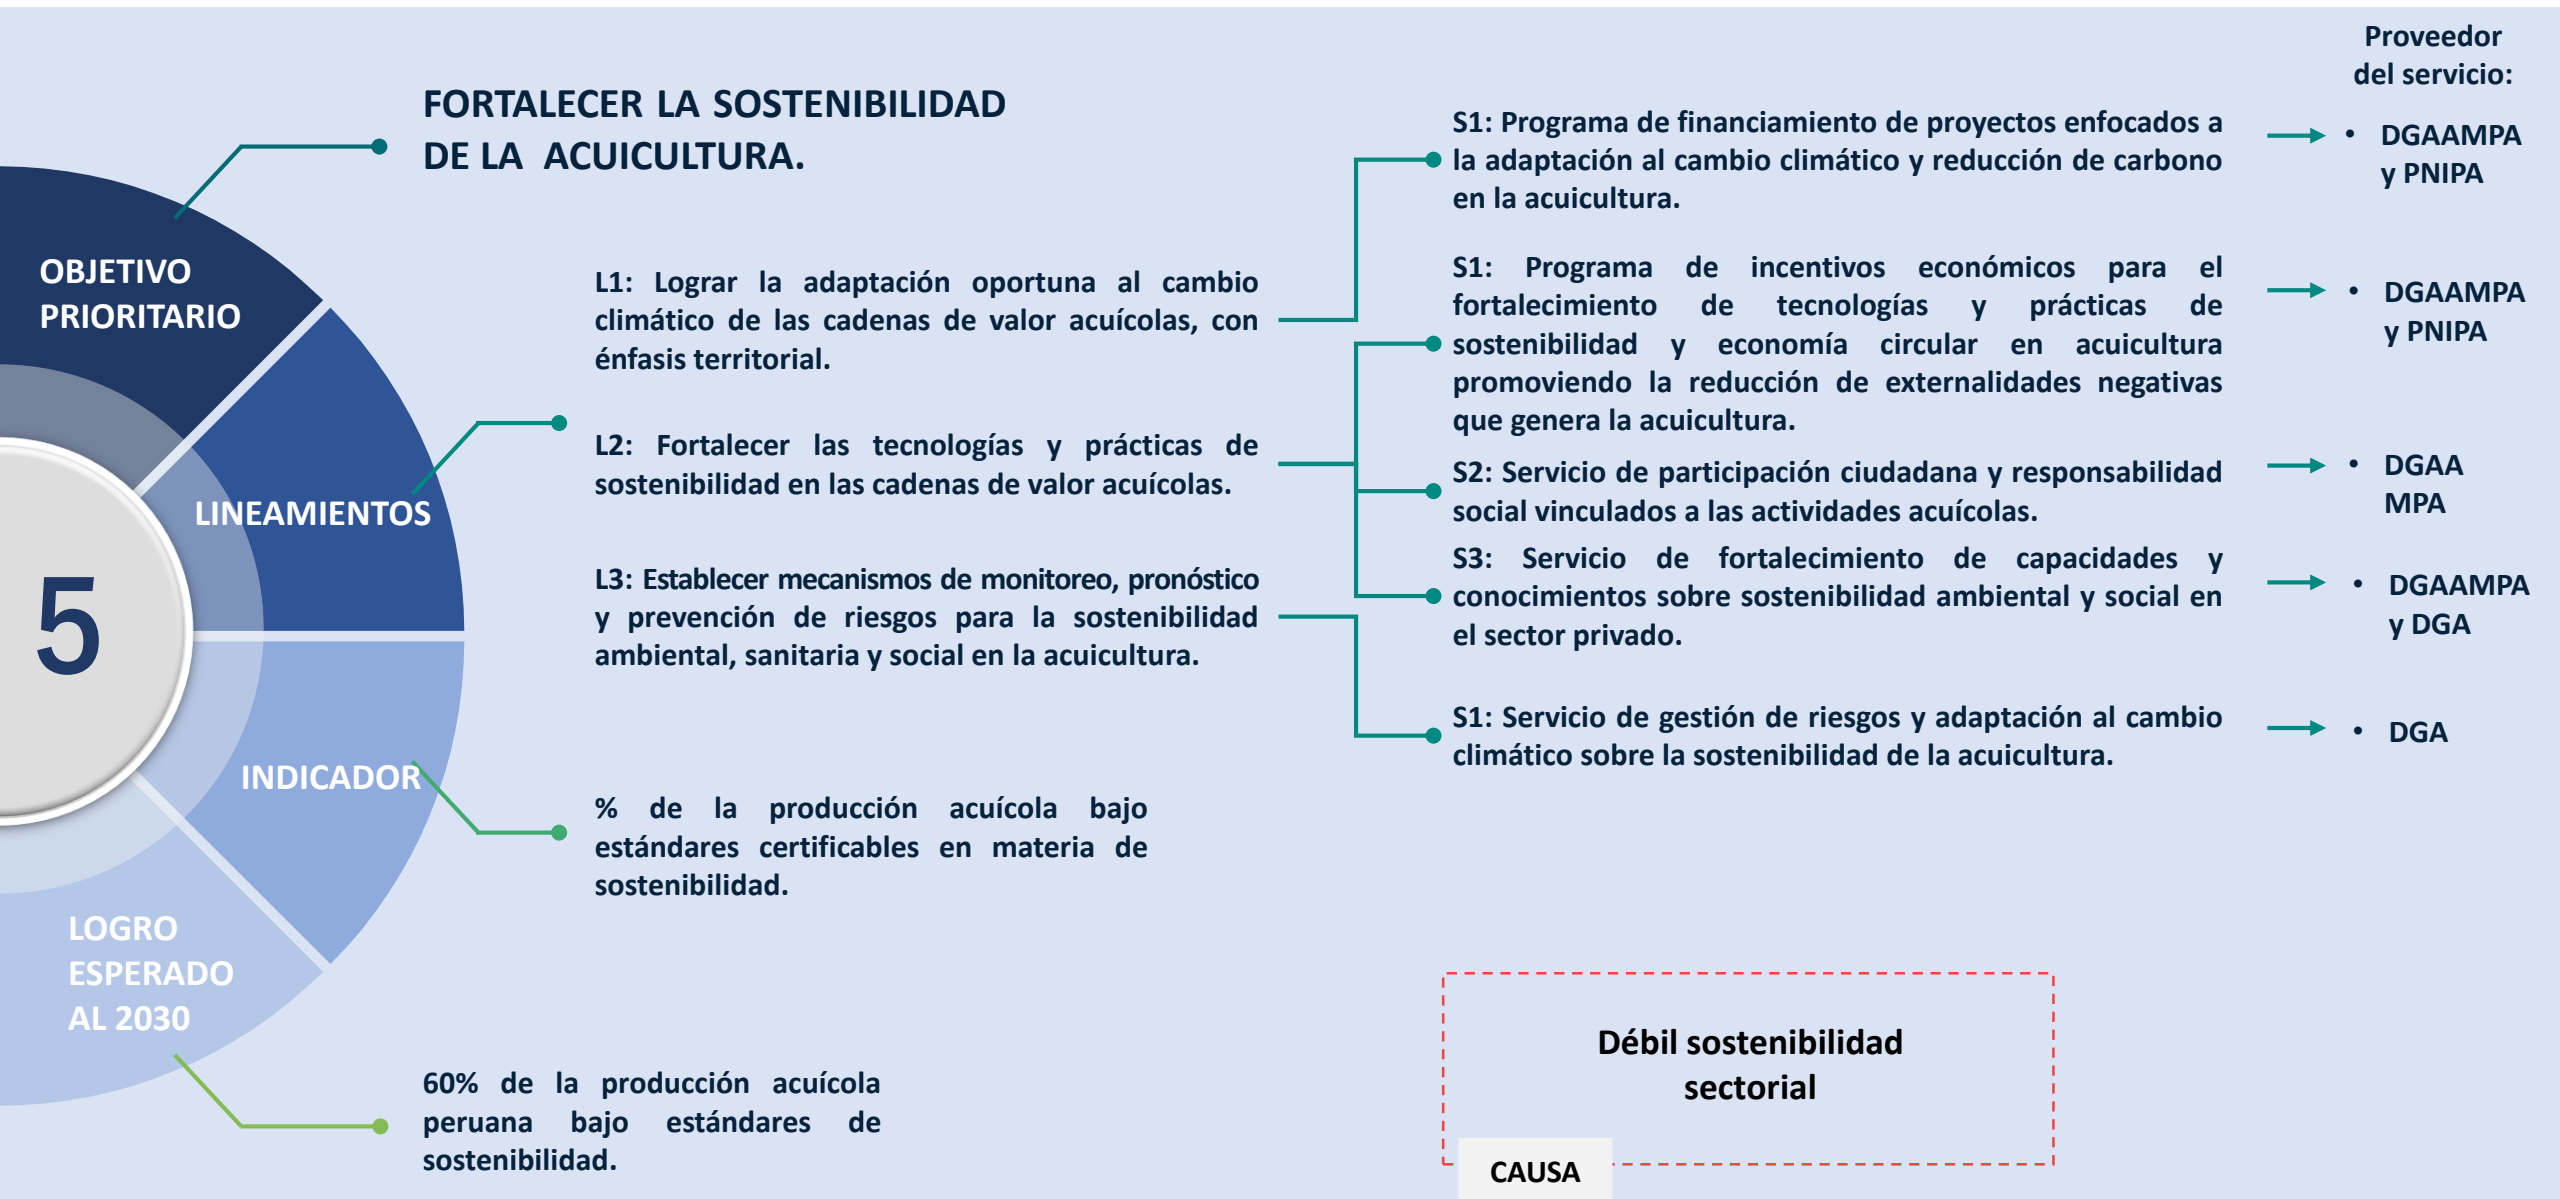 Proveedor
del servicio:
FORTALECER LA SOSTENIBILIDAD
DE LA ACUICULTURA.
OBJETIVO
PRIORITARIO
LINEAMIENTOS
5
INDICADOR
LOGRO
ESPERADO
AL 2030
L1: Lograr la adaptación oportuna al cambio
climático de las cadenas de valor acuícolas, con
énfasis territorial.
L2: Fortalecer las tecnologías y prácticas de
sostenibilidad en las cadenas de valor acuícolas.
L3: Establecer mecanismos de monitoreo, pronóstico
y prevención de riesgos para la sostenibilidad
ambiental, sanitaria y social en la acuicultura.
% de la producción acuícola bajo
estándares certificables en materia de
sostenibilidad.
60% de la producción acuícola
peruana bajo estándares de
sostenibilidad.
S1: Programa de financiamiento de proyectos enfocados a
la adaptación al cambio climático y reducción de carbono
en la acuicultura.
• DGAAMPA
y PNIPA
S1: Programa de incentivos económicos para el
fortalecimiento de tecnologías y prácticas de
sostenibilidad y economía circular en acuicultura
promoviendo la reducción de externalidades negativas
que genera la acuicultura.
• DGAAMPA
y PNIPA
S2: Servicio de participación ciudadana y responsabilidad
social vinculados a las actividades acuícolas.
• DGAA
MPA
S3: Servicio de fortalecimiento de capacidades y
conocimientos sobre sostenibilidad ambiental y social en
el sector privado.
• DGAAMPA
y DGA
S1: Servicio de gestión de riesgos y adaptación al cambio
climático sobre la sostenibilidad de la acuicultura.
• DGA
Débil sostenibilidad
sectorial
CAUSA